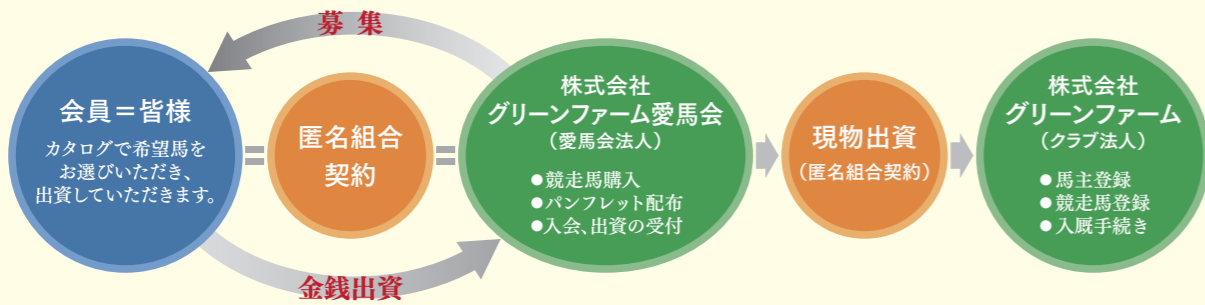 募集
会員＝皆様
カタログで希望馬を
お選びいただき、
出資していただきます。
匿名組合
契約
株式会社
グリーンファーム愛馬会
（愛馬会法人）
●競走馬購入
●パンフレット配布
●入会、出資の受付
現物出資
（匿名組合契約）
株式会社
グリーンファーム
（クラブ法人）
●馬主登録
●競走馬登録
●入厩手続き
金銭出資